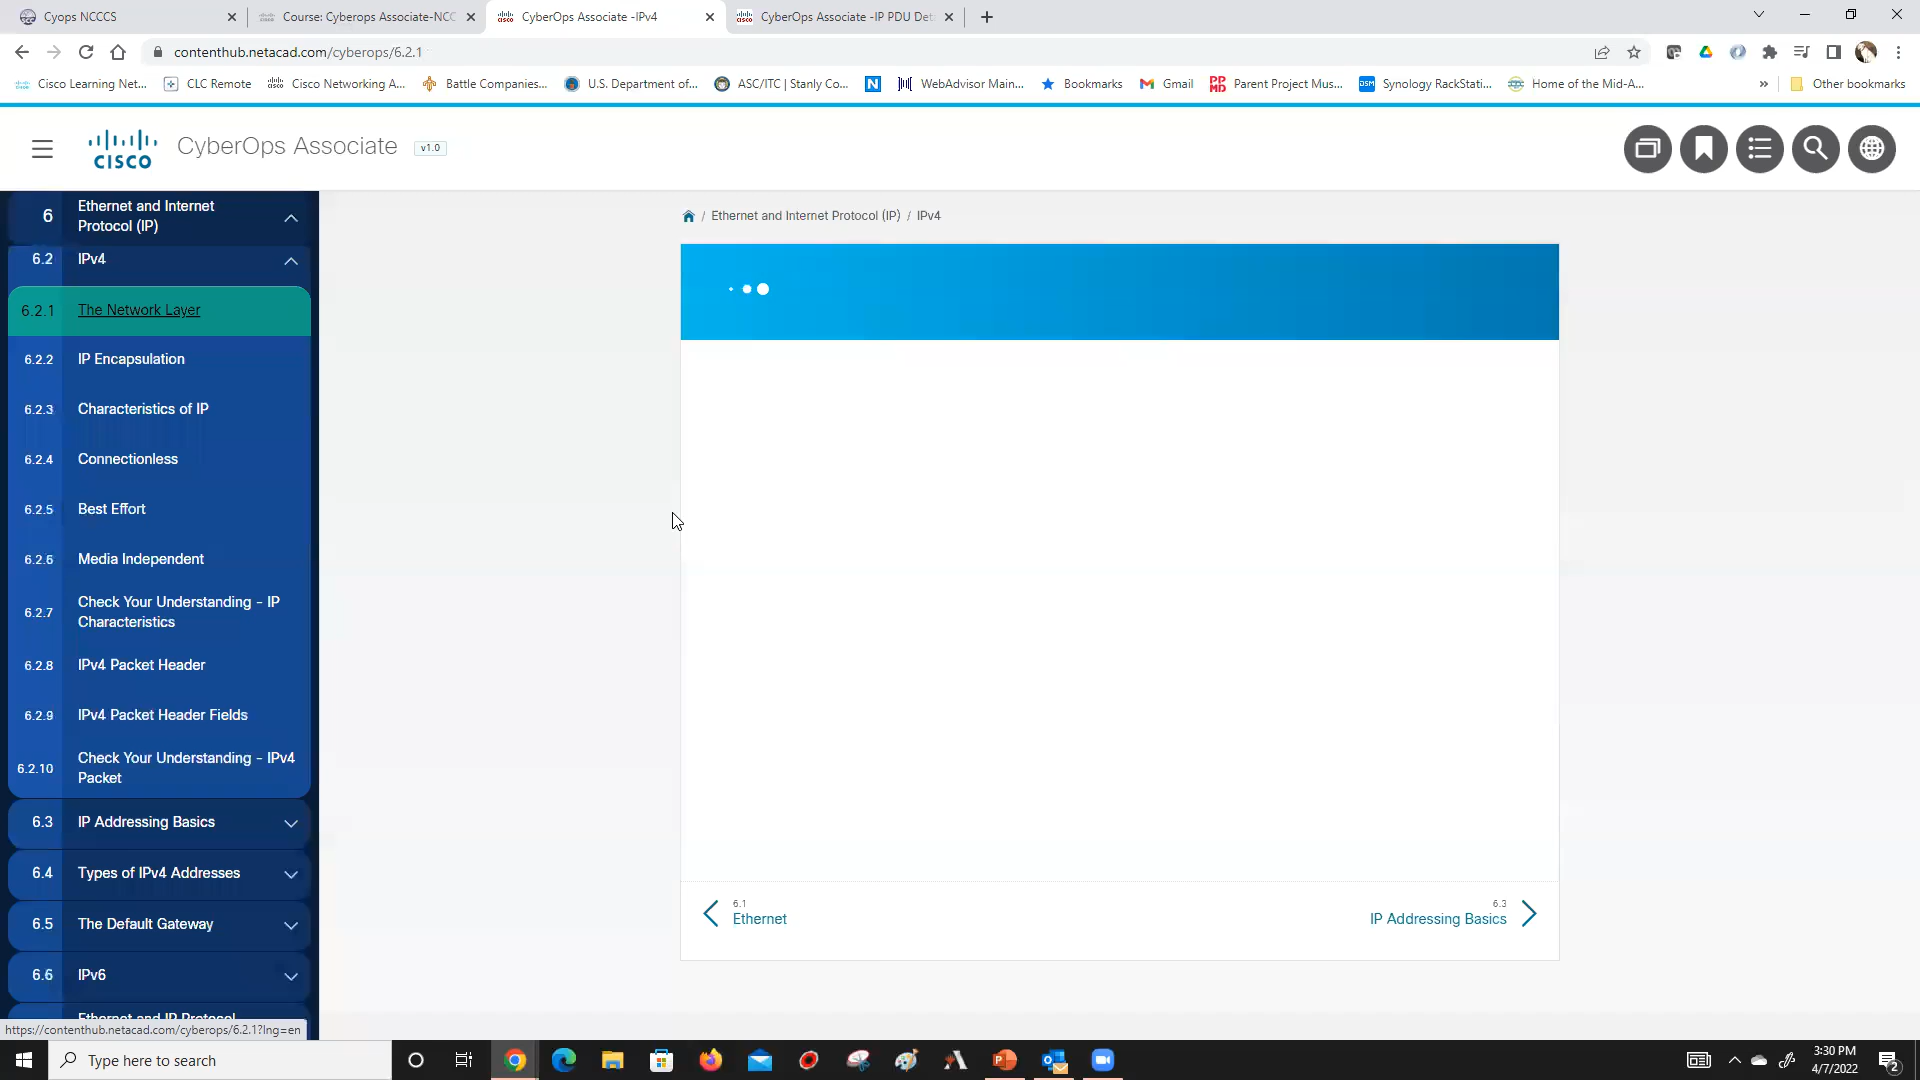 Cyops NCCCS
Course: Cyberops Associate-NCC
CyberOps Associate -IPv4
CyberOps Associate -IP PDU Det
contenthub.netacad.com/cyberops/6.2.1
Cisco Learning Net...
CLC Remote
Cisco Networking A...
Battle Companies...
U.S. Department of...
ASC/ITC | Stanly Co...
WebAdvisor Main...
Bookmarks
Gmail
Parent Project Mus...
Synology RackStati...
Home of the Mid-A...
»
Other bookmarks
CISCO
CyberOps Associate
v1.0
6
Ethernet and Internet
Protocol (IP)
6.2 IPv4
6.2.1 The Network Layer
6.2.2 IP Encapsulation
6.2.3 Characteristics of IP
6.2.4 Connectionless
6.2.5 Best Effort
6.2.6 Media Independent
6.2.7
Check Your Understanding - IP
Characteristics
6.2.8 IPv4 Packet Header
6.2.9 IPv4 Packet Header Fields
6.2.10
Check Your Understanding - IPv4
Packet
6.3 IP Addressing Basics
6.4 Types of IPv4 Addresses
6.5 The Default Gateway
6.6 IPv6
Ethernet and IP Protocol
https://contenthub.netacad.com/cyberops/6.2.1?lng=en
/ Ethernet and Internet Protocol (IP) / IPv4
6.1
Ethernet
6.3
IP Addressing Basics
Type here to search
3:30 PM
4/7/2022
2